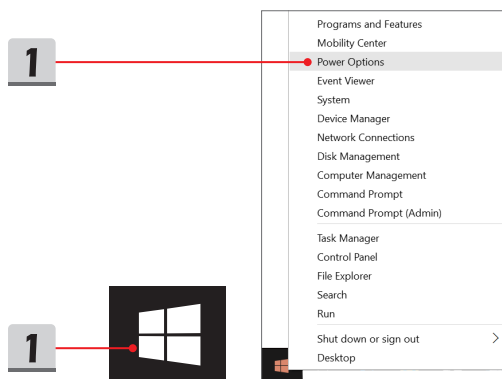 1
Programs and Features
Mobility Center
Power Options
Event Viewer
System
Device Manager
Network Connections
Disk Management
Computer Management
Command Prompt
Command Prompt (Admin)
Task Manager
Control Panel
File Explorer
Search
Run
1
Shut down or sign out
Desktop